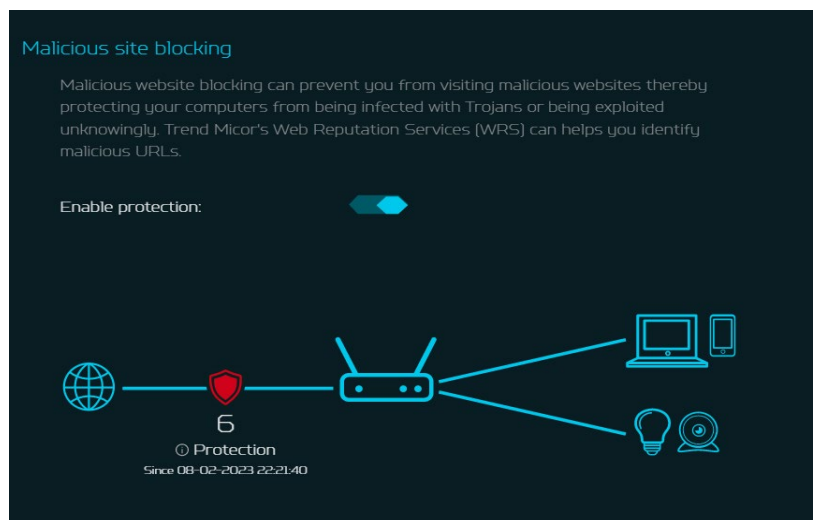 Malicious site blocking
Malicious website blocking can prevent you from visiting malicious websites thereby
protecting your computers from being infected with Trojans or being exploited
unknowingly. Trend Micor's Web Reputation Services (WRS) can helps you identify
malicious URLs.
Enable protection:
6
Protection
Since 08-02-2023 22:21:40